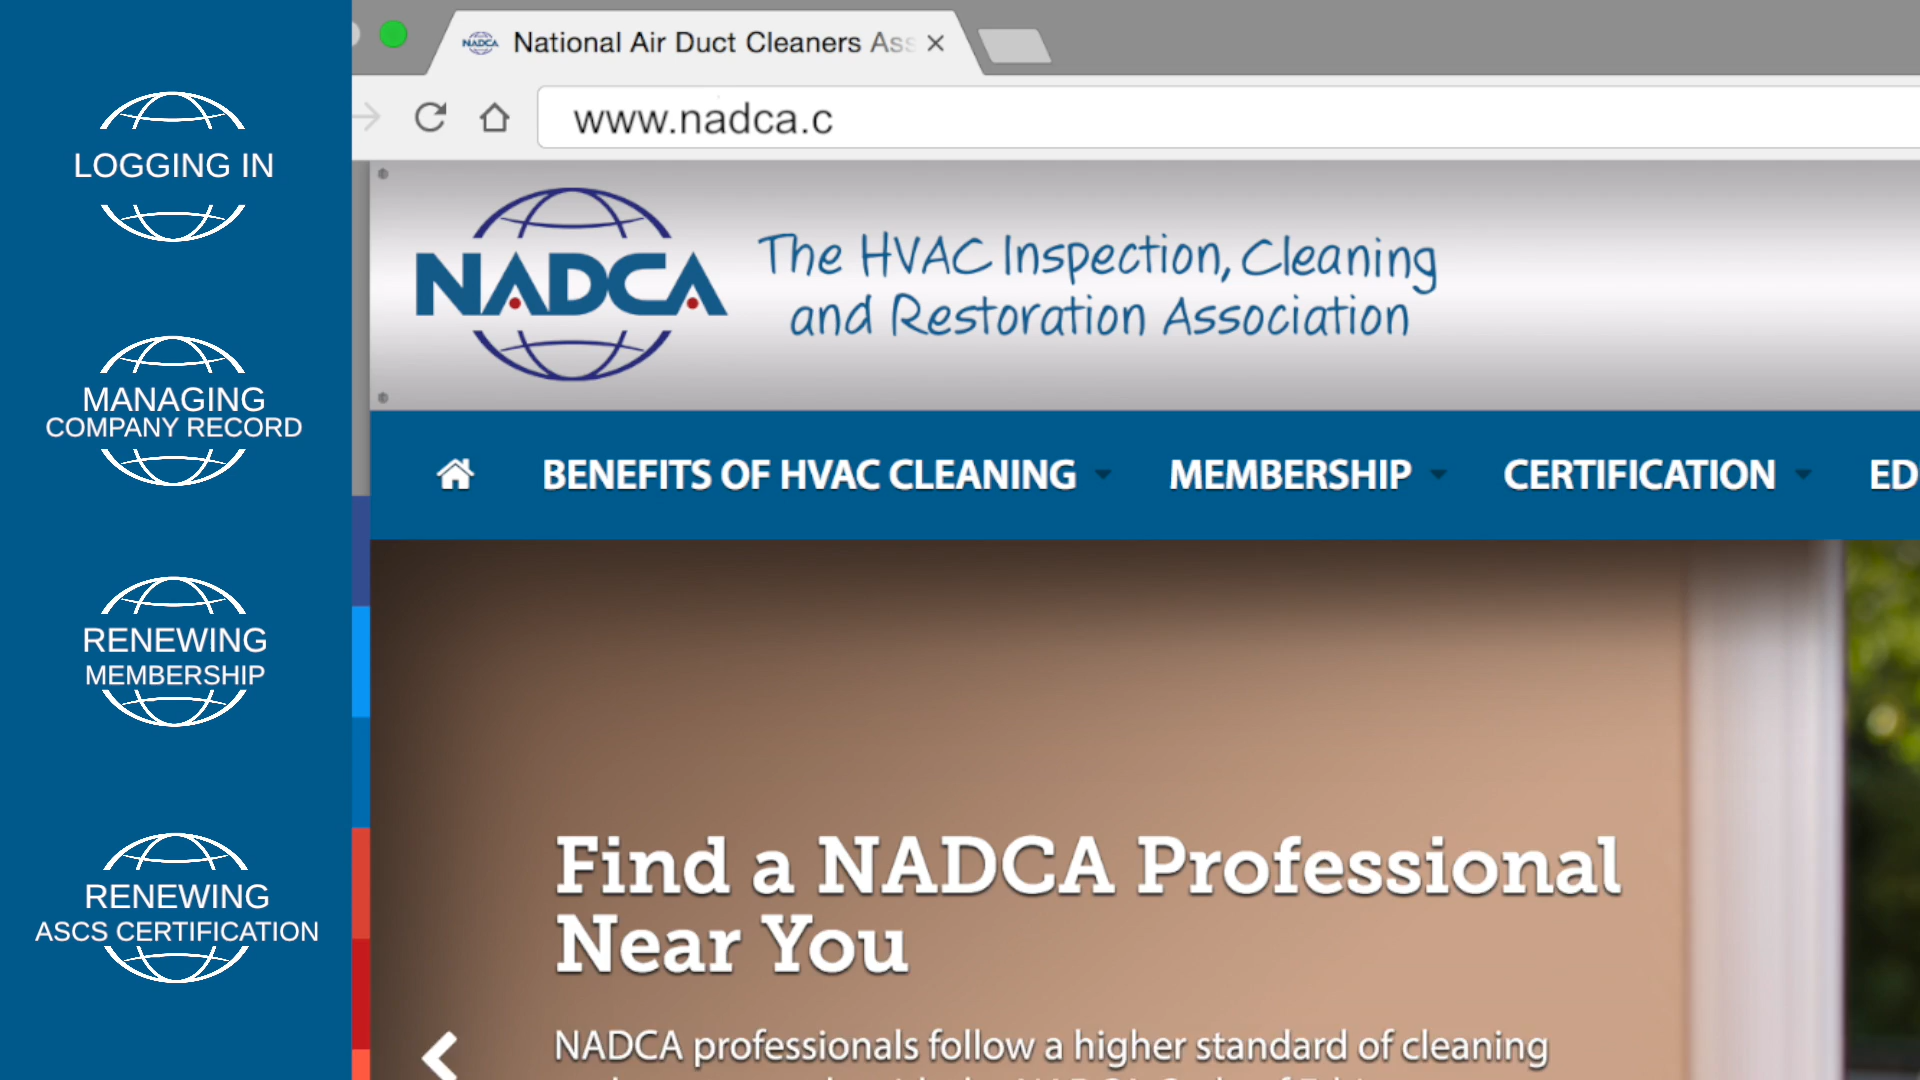 LOGGING IN
MANAGING
COMPANY RECORD
RENEWING
MEMBERSHIP
RENEWING
ASCS CERTIFICATION
NADCA National Air Duct Cleaners Ass
www.nadca.c
NADCA
The HVAC Inspection, Cleaning
and Restoration Association
BENEFITS OF HVAC CLEANING MEMBERSHIP CERTIFICATION ED
Find a NADCA Professional
Near You
NADCA professionals follow a higher standard of cleaning